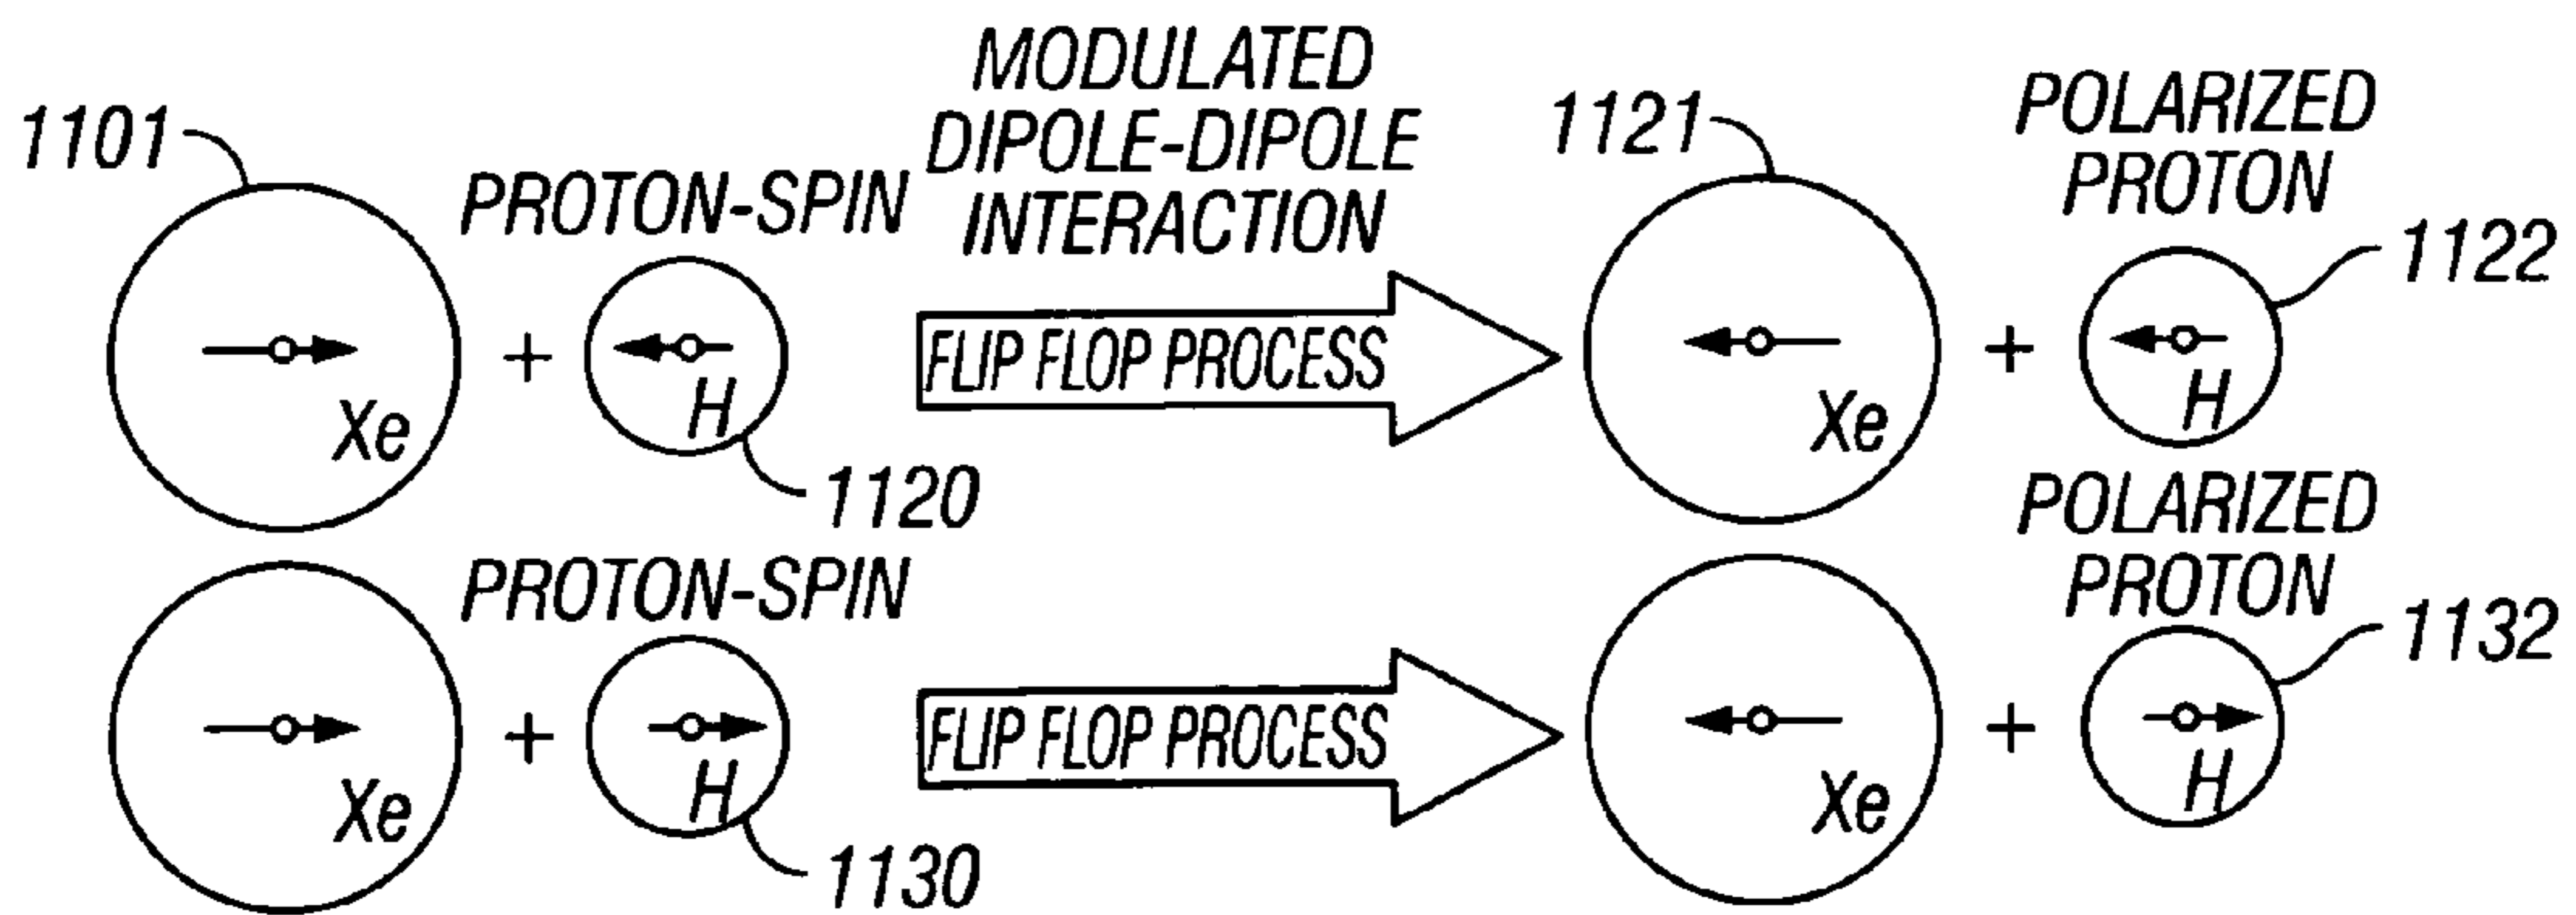 MODULATED
DIPOLE-DIPOLE
INTERACTION
1101
PROTON-SPIN
1121
POLARIZED
PROTON
1122
Xe
+
H
FLIP FLOP PROCESS
Xe
+
H
1120
PROTON-SPIN
POLARIZED
PROTON
1132
Xe
+
H
FLIP FLOP PROCESS
Xe
+
H
1130